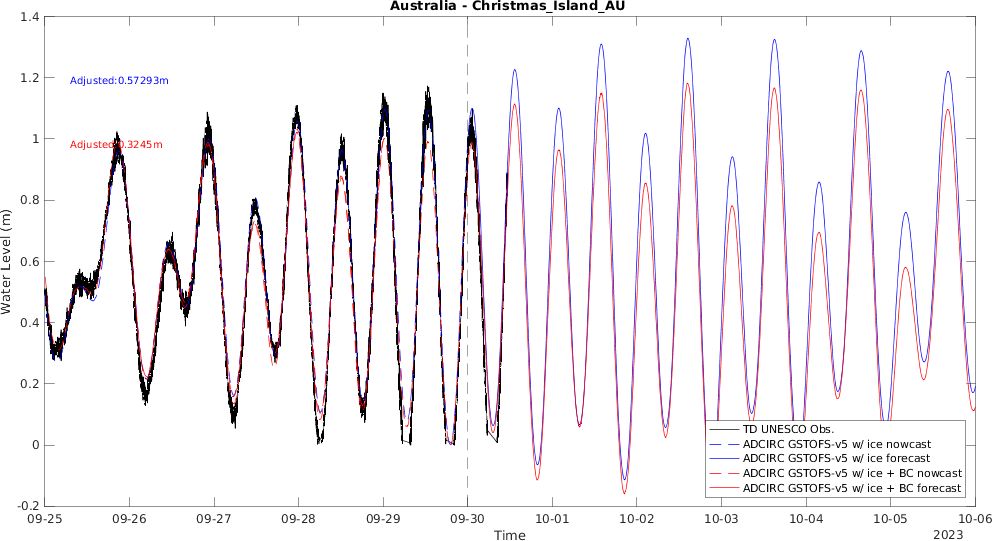 Australia - Christmas_Island_AU
1.4
1.2
1
0.8
0.6
0.4
0.2
0
-0.2
Water Level (m)
Adjusted:0.57293m
Adjusted:0.3245m
TD UNESCO Obs.
ADCIRC GSTOFS-v5 w/ ice nowcast
ADCIRC GSTOFS-v5 w/ ice forecast
ADCIRC GSTOFS-v5 w/ ice + BC nowcast
ADCIRC GSTOFS-v5 w/ ice + BC forecast
09-25 09-26 09-27 09-28 09-29 09-30 10-01 10-02 10-03 10-04 10-05 10-06
Time
2023